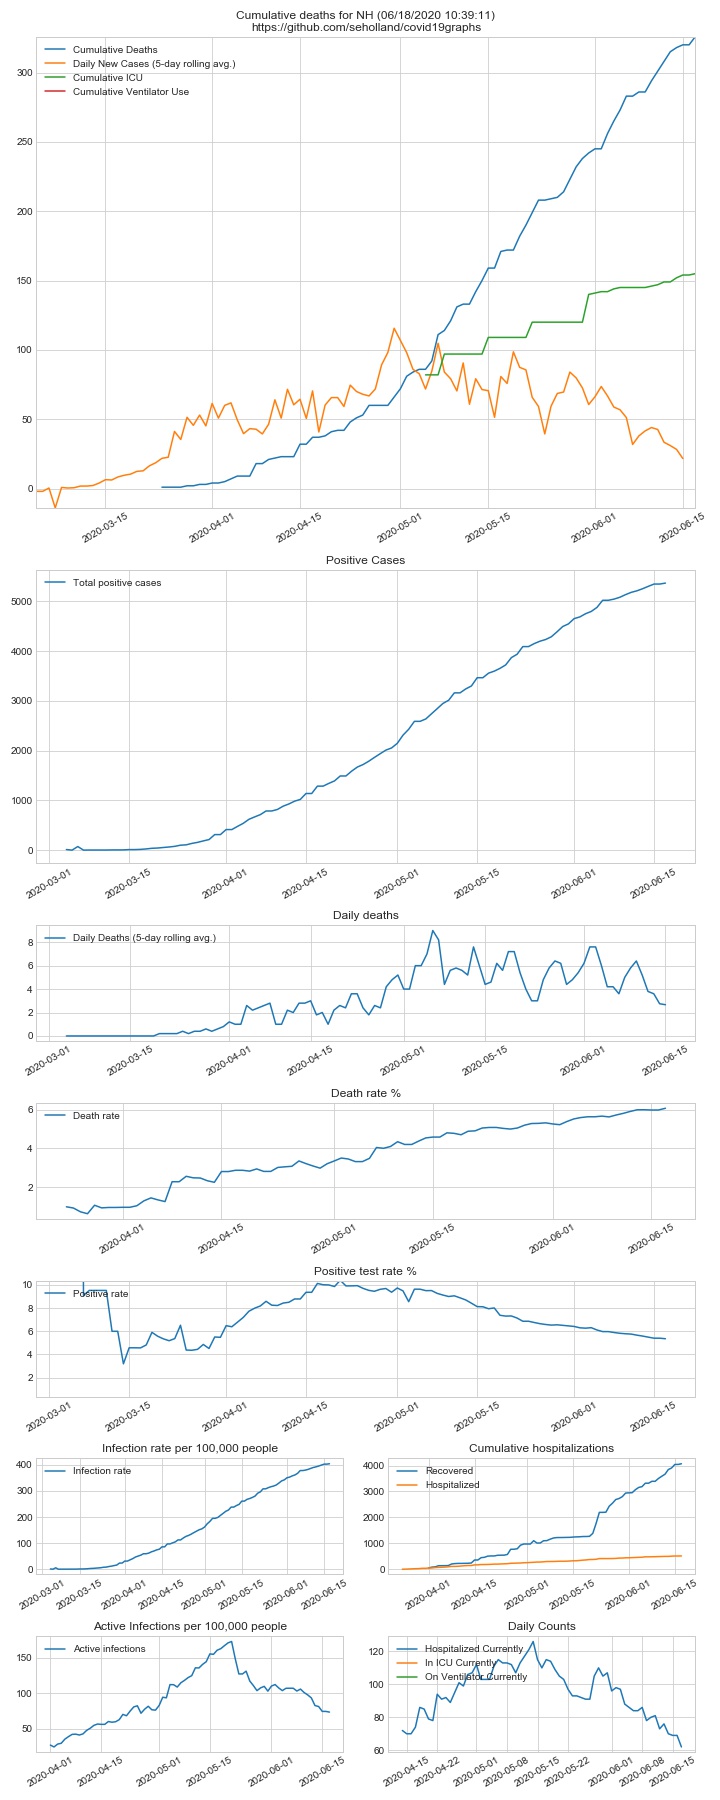 Cumulative deaths for NH (06/18/2020 10:39:11)
https://github.com/seholland/covid19graphs
Cumulative Deaths
Daily New Cases (5-day rolling avg.)
Cumulative ICU
Cumulative Ventilator Use
300
250
200
150
100
50
0
2020-03-15 2020-04-01 2020-04-15 2020-05-01 2020-05-15 2020-06-01 2020-06-15
Positive Cases
Total positive cases
5000
4000
3000
2000
1000
0
2020-03-01 2020-03-15 2020-04-01 2020-04-15 2020-05-01 2020-05-15 2020-06-01 2020-06-15
Daily deaths
Daily Deaths (5-day rolling avg.)
8
6
4
2
0
2020-03-01 2020-03-15 2020-04-01 2020-04-15 2020-05-01 2020-05-15 2020-06-01 2020-06-15
Death rate %
Death rate
6
4
2
2020-04-01 2020-04-15 2020-05-01 2020-05-15 2020-06-01 2020-06-15
Positive test rate %
Positive rate
10
8
6
4
2
2020-03-01 2020-03-15 2020-04-01 2020-04-15 2020-05-01 2020-05-15 2020-06-01 2020-06-15
Infection rate per 100,000 people
Infection rate
400
300
200
100
0
2020-03-01 2020-03-15 2020-04-01 2020-04-15 2020-05-01 2020-05-15 2020-06-01 2020-06-15
Cumulative hospitalizations
Recovered
Hospitalized
4000
3000
2000
1000
0
2020-04-01 2020-04-15 2020-05-01 2020-05-15 2020-06-01 2020-06-15
Active Infections per 100,000 people
Active infections
150
100
50
2020-04-01 2020-04-15 2020-05-01 2020-05-15 2020-06-01 2020-06-15
Daily Counts
Hospitalized Currently
In ICU Currently
On Ventilator Currently
120
100
80
60
2020-04-15 2020-04-22 2020-05-01 2020-05-08 2020-05-15 2020-05-22 2020-06-01 2020-06-08 2020-06-15